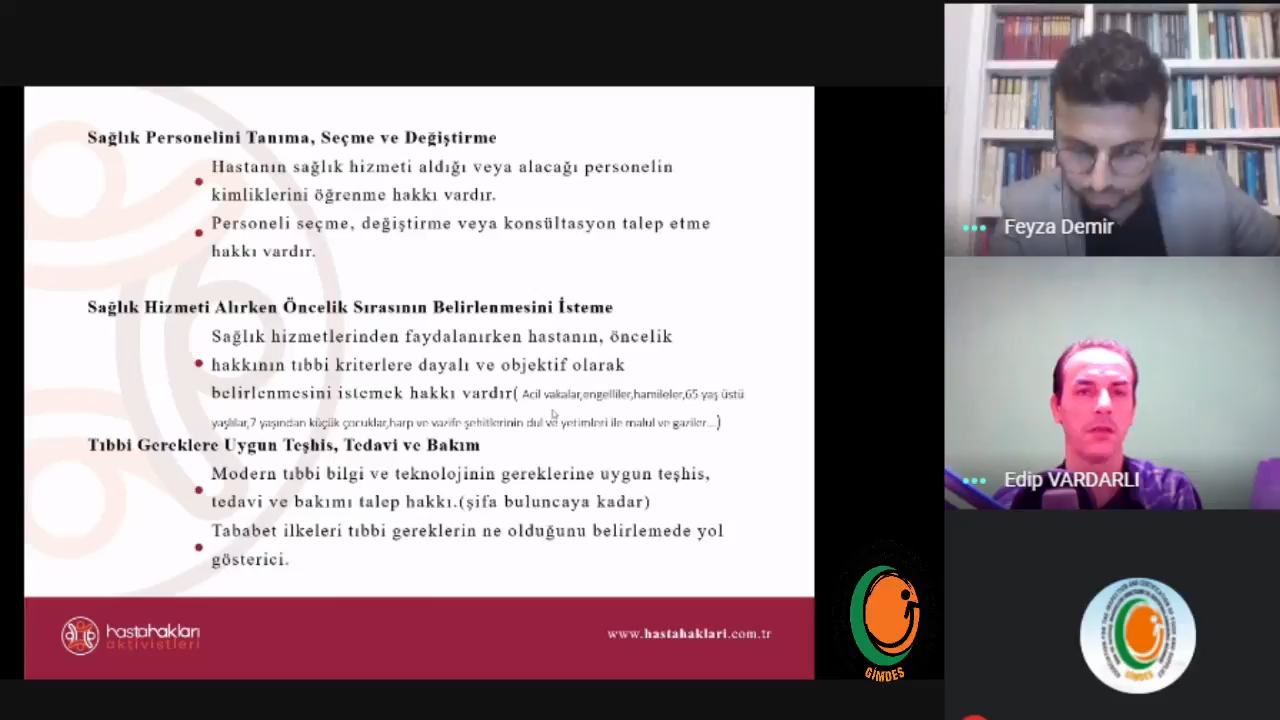 Sağlık Personelini Tanıma, Seçme ve Değiştirme
Hastanın sağlık hizmeti aldığı veya alacağı personelin
kimliklerini öğrenme hakkı vardır.
Personeli seçme, değiştirme veya konsültasyon talep etme
hakkı vardır.
Sağlık Hizmeti Alırken Öncelik Sırasının Belirlenmesini İsteme
Sağlık hizmetlerinden faydalanırken hastanın, öncelik
hakkının tıbbi kriterlere dayalı ve objektif olarak
belirlenmesini istemek hakkı vardır( Acil vakalar,engelliler,hamileler,65 yaş üstü
yaşlılar,7 yaşından küçük çocuklar,harp ve vazife şehitlerinin dul ve yetimleri ile malul ve gaziler...)
Tıbbi Gereklere Uygun Teşhis, Tedavi ve Bakım
Modern tıbbi bilgi ve teknolojinin gereklerine uygun teşhis,
tedavi ve bakımı talep hakkı.(şifa buluncaya kadar)
Tababet ilkeleri tıbbi gereklerin ne olduğunu belirlemede yol
gösterici.
hastahakları
aktivistleri
www.hastahaklari.com.tr
GİMDES
Feyza Demir
Edip VARDARLI
GİMDES